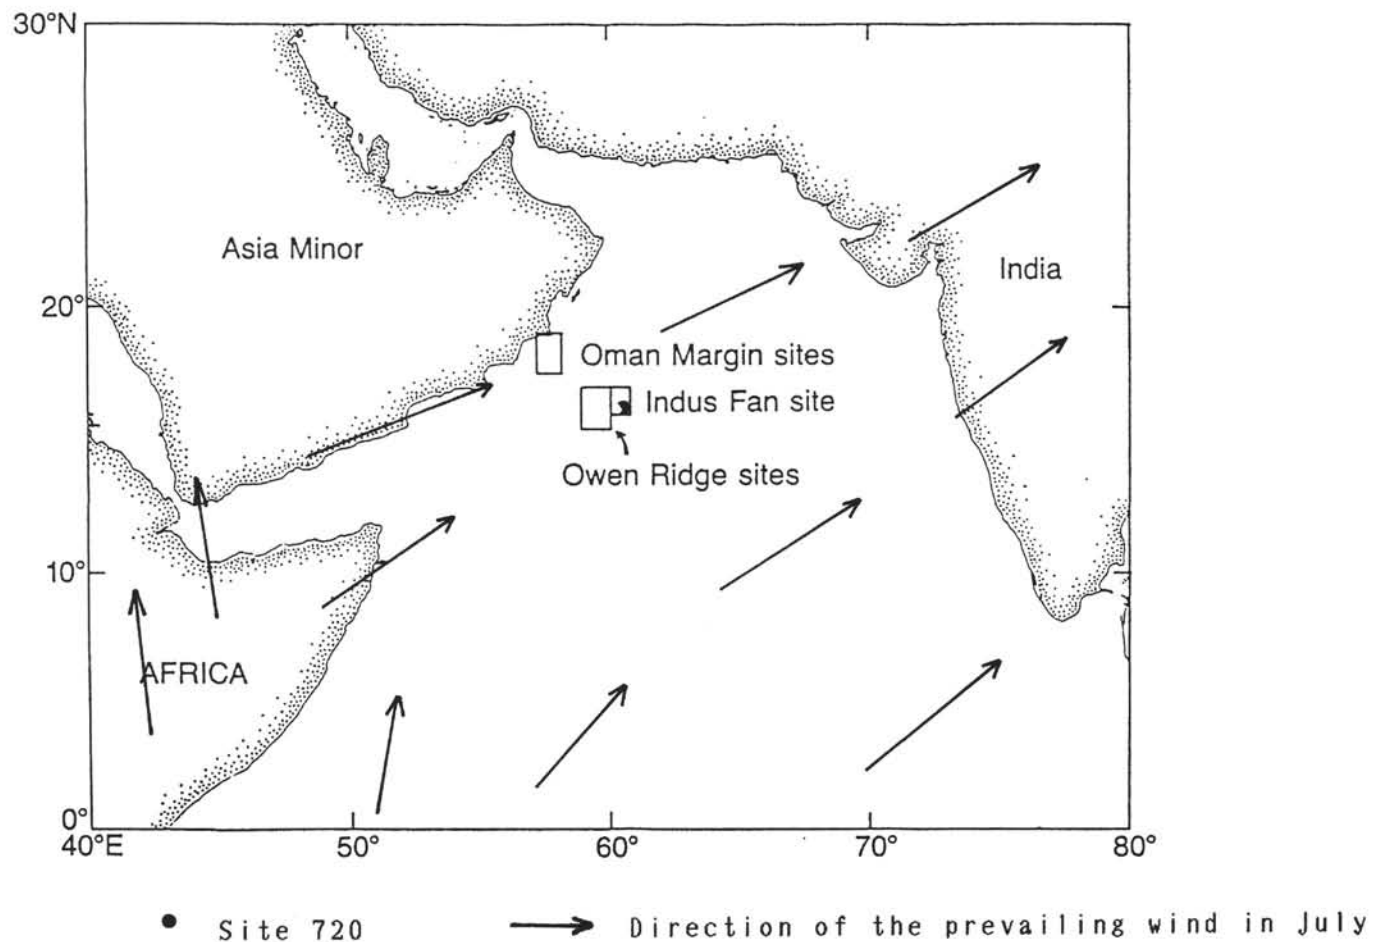 30°N
Asia Minor
India
20°
Oman Margin sites
Indus Fan site
Owen Ridge sites
10°
AFRICA
0°
40°E 50° 60° 70° 80°
Site 720 Direction of the prevailing wind in July